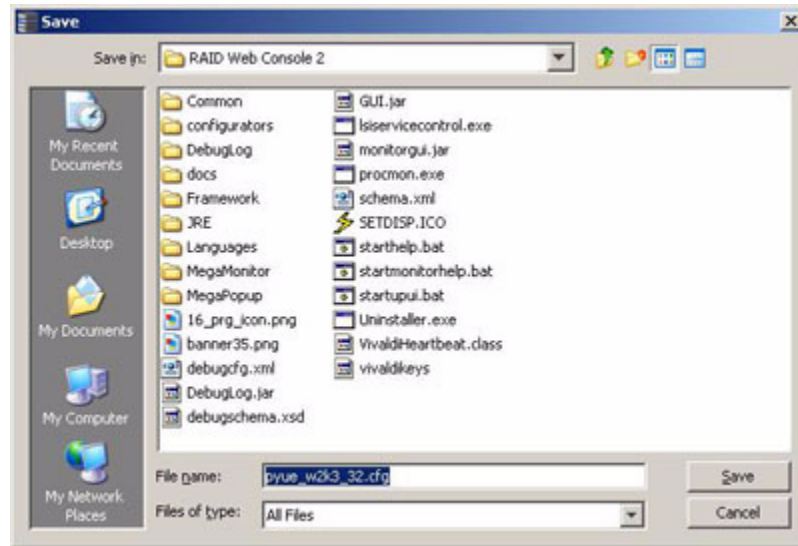 Save
Save in:
RAID Web Console 2
My Recent
Documents
Desktop
My Documents
My Computer
My Network
Places
Common
configurators
DebugLog
docs
Framework
JRE
Languages
MegaMonitor
MegaPopup
16_prg_icon.png
banner35.png
debugcfg.xml
DebugLog.jar
debugschema.xsd
GUI.jar
lsiservicecontrol.exe
monitorgui.jar
procmon.exe
schema.xml
SETDISP.ICO
starthelp.bat
startmonitorhelp.bat
startupui.bat
Uninstaller.exe
VivaldiHeartbeat.class
vivaldikeys
File name:
pyue_w2k3_32.cfg
Save
Files of type:
All Files
Cancel